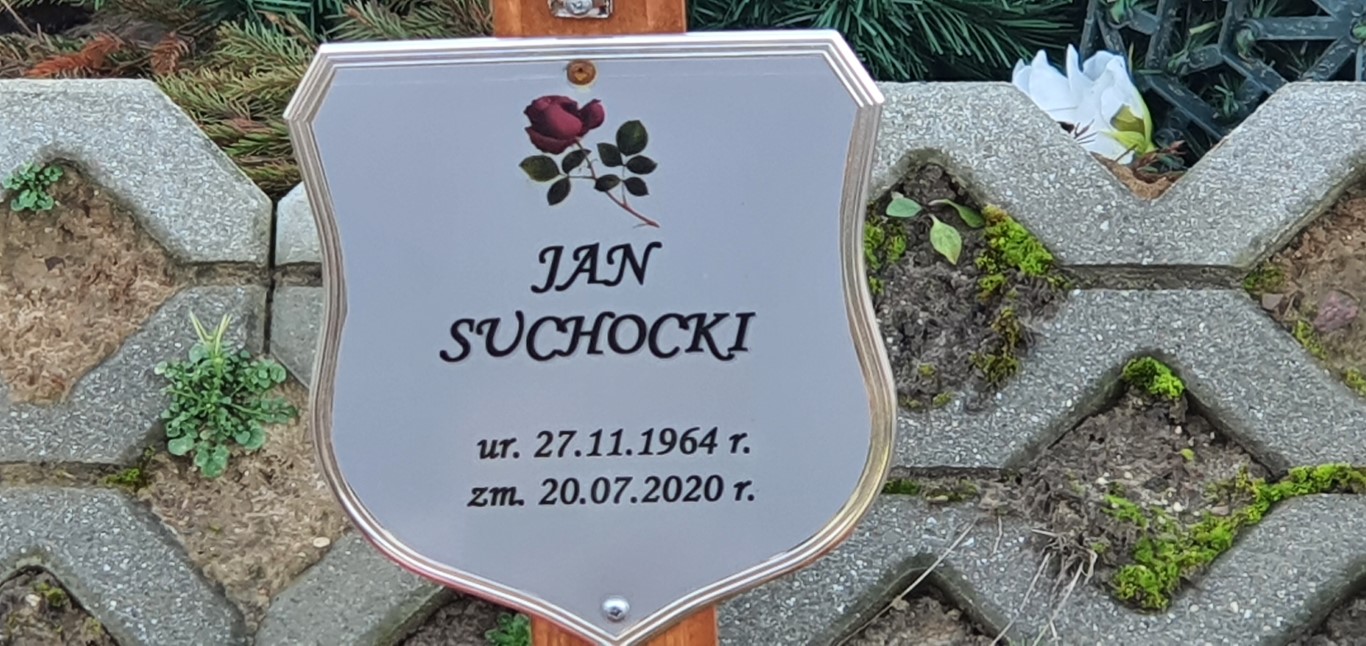 JAN
SUCHOCKI
ur. 27.11.1964 r.
zm. 20.07.2020 r.